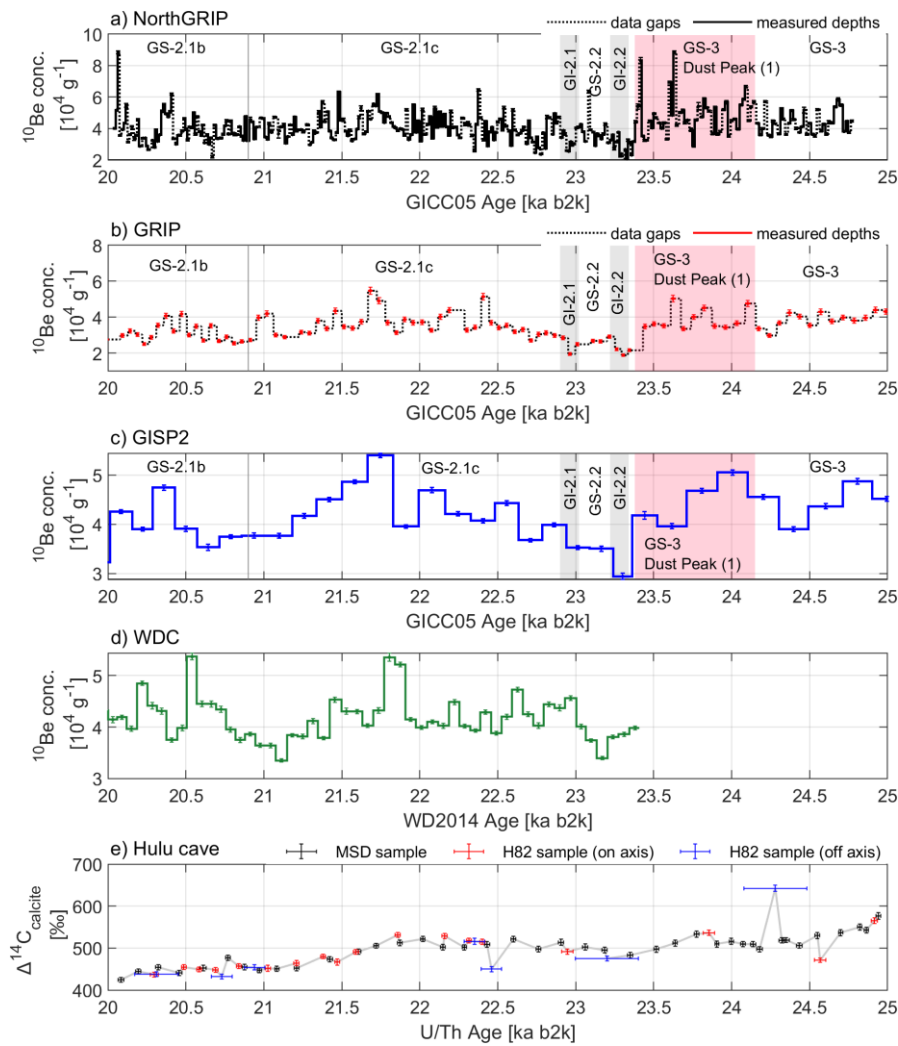 a) NorthGRIP
data gaps
measured depths
10
8
6
4
2
¹⁰Be conc.
[10⁴ g⁻¹]
GS-2.1b
GS-2.1c
GI-2.1
GS-2.2
GI-2.2
GS-3
Dust Peak (1)
GS-3
20 20.5 21 21.5 22 22.5 23 23.5 24 24.5 25
GICC05 Age [ka b2k]
b) GRIP
data gaps
measured depths
8
6
4
2
¹⁰Be conc.
[10⁴ g⁻¹]
GS-2.1b
GS-2.1c
GI-2.1
GS-2.2
GI-2.2
GS-3
Dust Peak (1)
GS-3
20 20.5 21 21.5 22 22.5 23 23.5 24 24.5 25
GICC05 Age [ka b2k]
c) GISP2
5
4
3
¹⁰Be conc.
[10⁴ g⁻¹]
GS-2.1b
GS-2.1c
GI-2.1
GS-2.2
GI-2.2
GS-3
Dust Peak (1)
GS-3
20 20.5 21 21.5 22 22.5 23 23.5 24 24.5 25
GICC05 Age [ka b2k]
d) WDC
5
4
3
¹⁰Be conc.
[10⁴ g⁻¹]
20 20.5 21 21.5 22 22.5 23 23.5 24 24.5 25
WD2014 Age [ka b2k]
e) Hulu cave
MSD sample
H82 sample (on axis)
H82 sample (off axis)
700
600
500
400
Δ¹⁴C calcite
[‰]
20 20.5 21 21.5 22 22.5 23 23.5 24 24.5 25
U/Th Age [ka b2k]